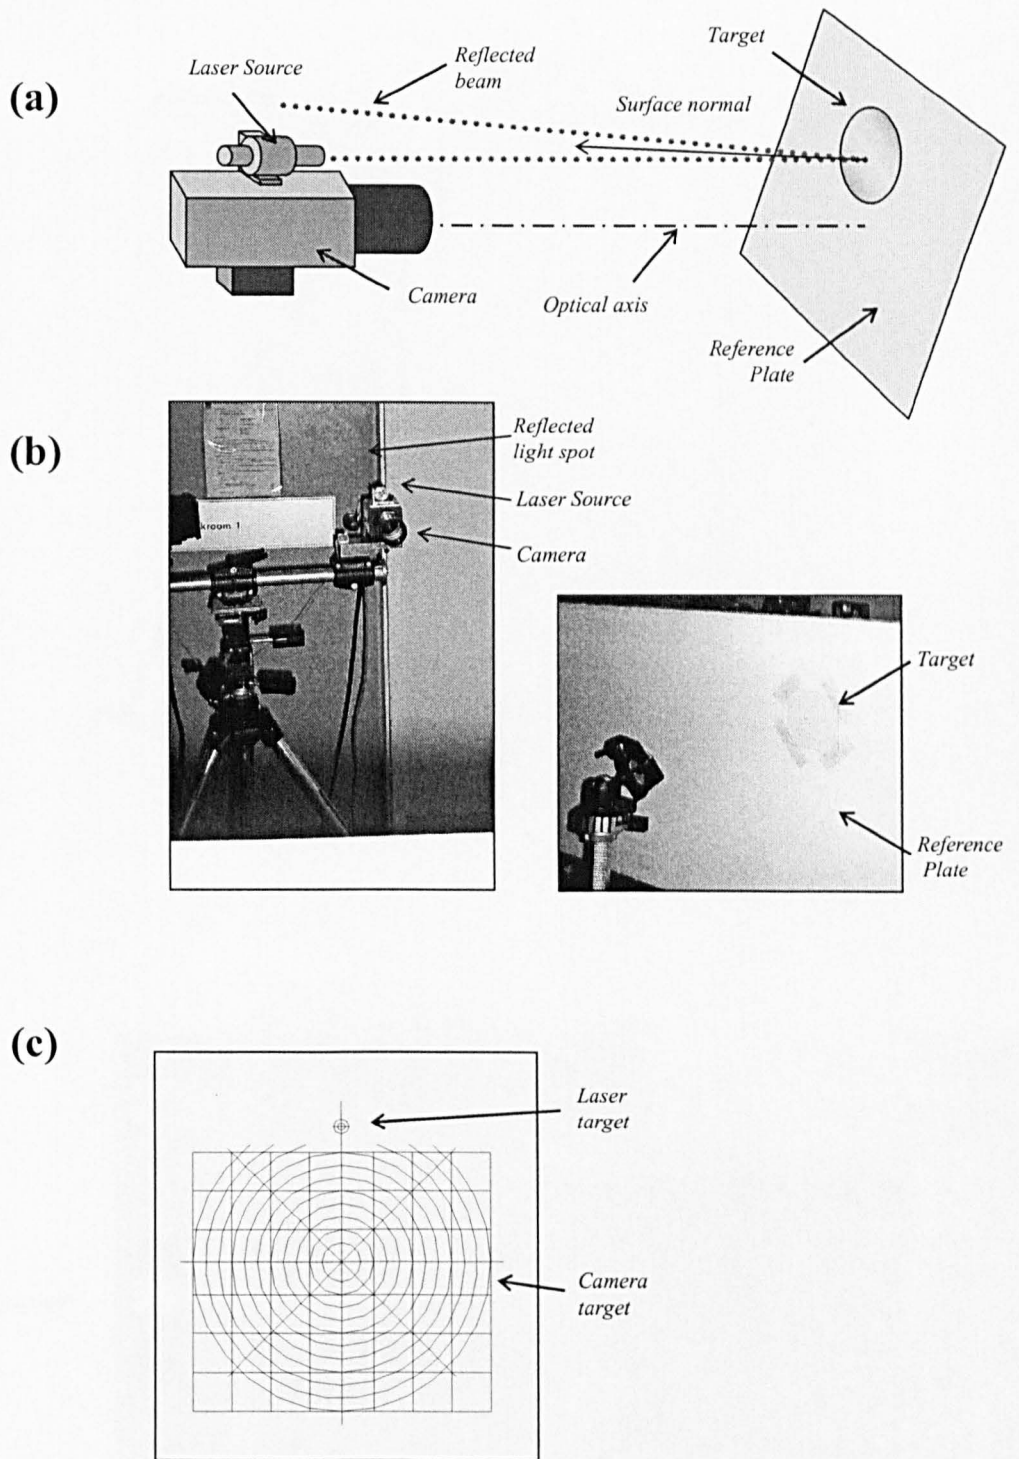 (a)
Laser Source
Reflected
beam
Target
Surface normal
Camera
Optical axis
Reference
Plate
(b)
Reflected
light spot
Laser Source
Camera
kroom 1
Target
Reference
Plate
(c)
Laser
target
Camera
target